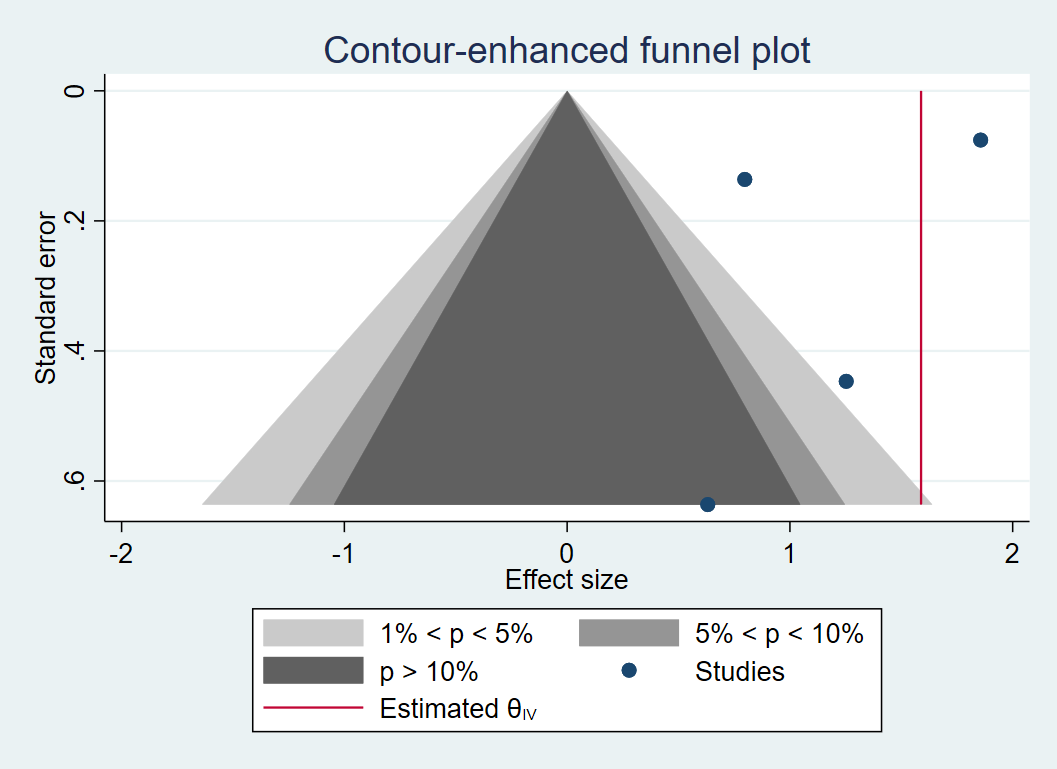 Contour-enhanced funnel plot
Standard error
0
.2
.4
.6
-2 -1 0 1 2
Effect size
1% < p < 5% 5% < p < 10%
p > 10% Studies
Estimated θIV